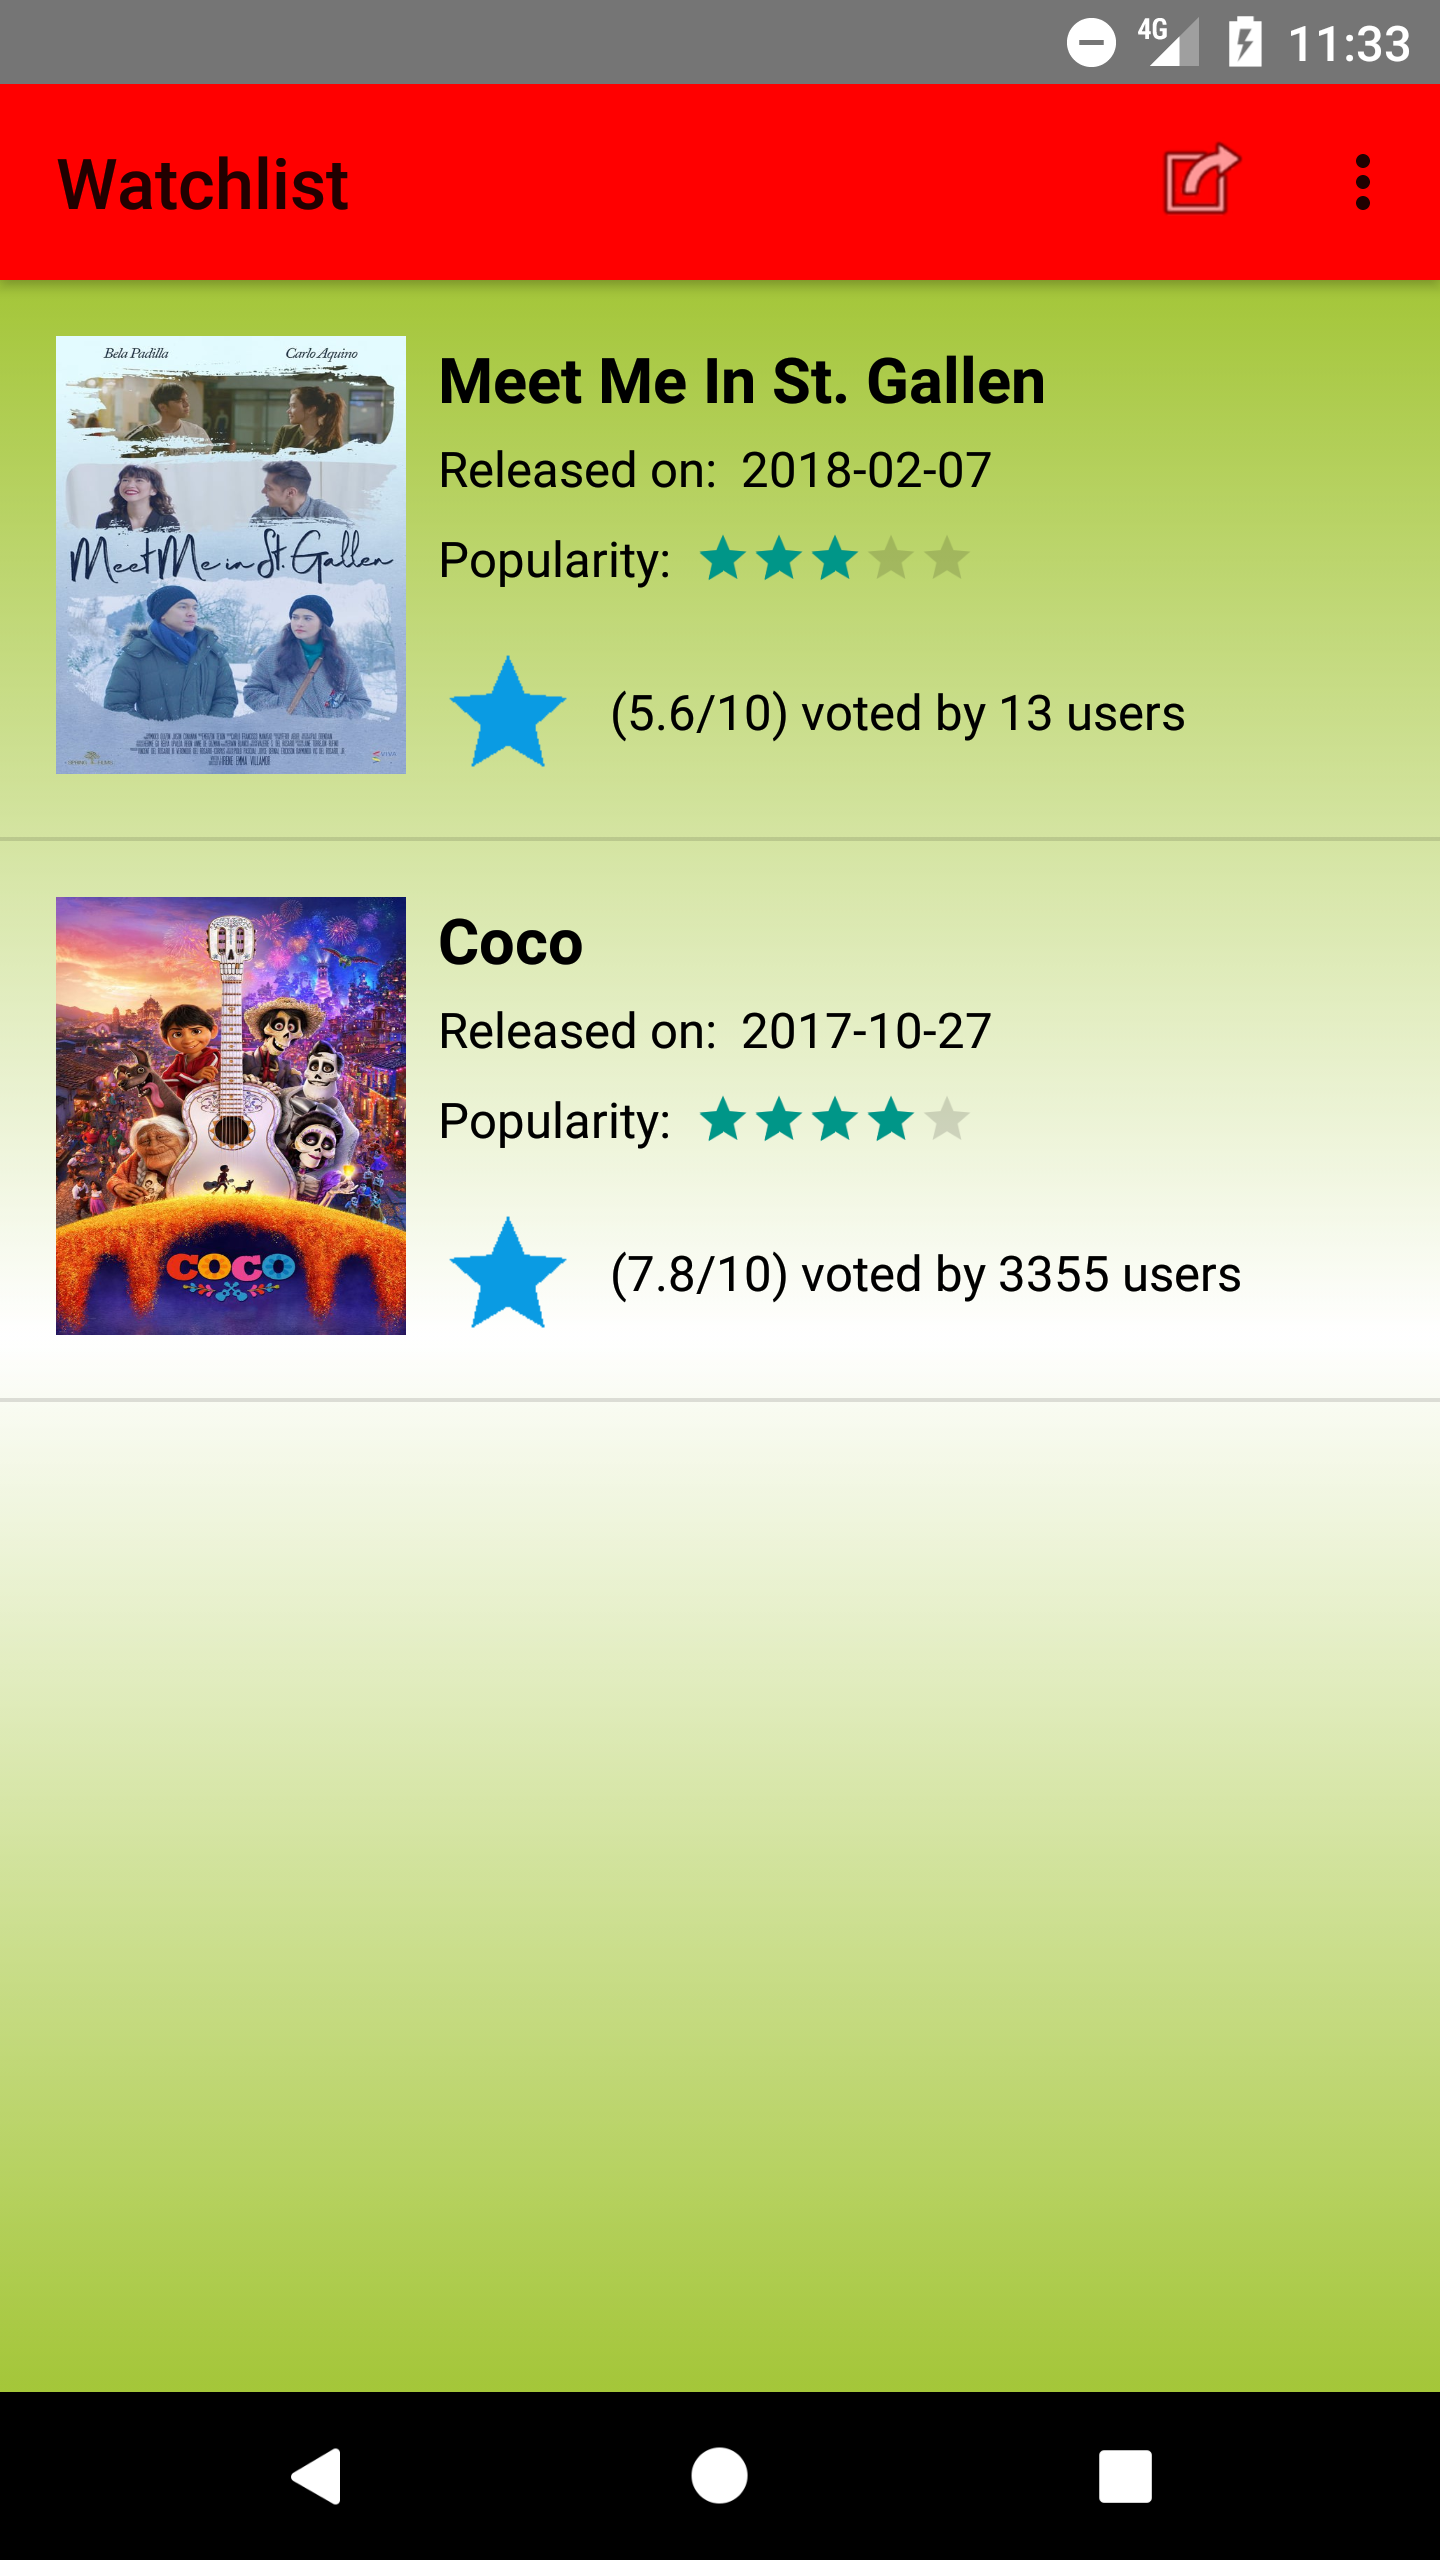 4G 11:33
Watchlist
Bela Padilla Carlo Aquino
Meet Me in St. Gallen
VIVA
Meet Me In St. Gallen
Released on: 2018-02-07
Popularity:
(5.6/10) voted by 13 users
COCO
Coco
Released on: 2017-10-27
Popularity:
(7.8/10) voted by 3355 users